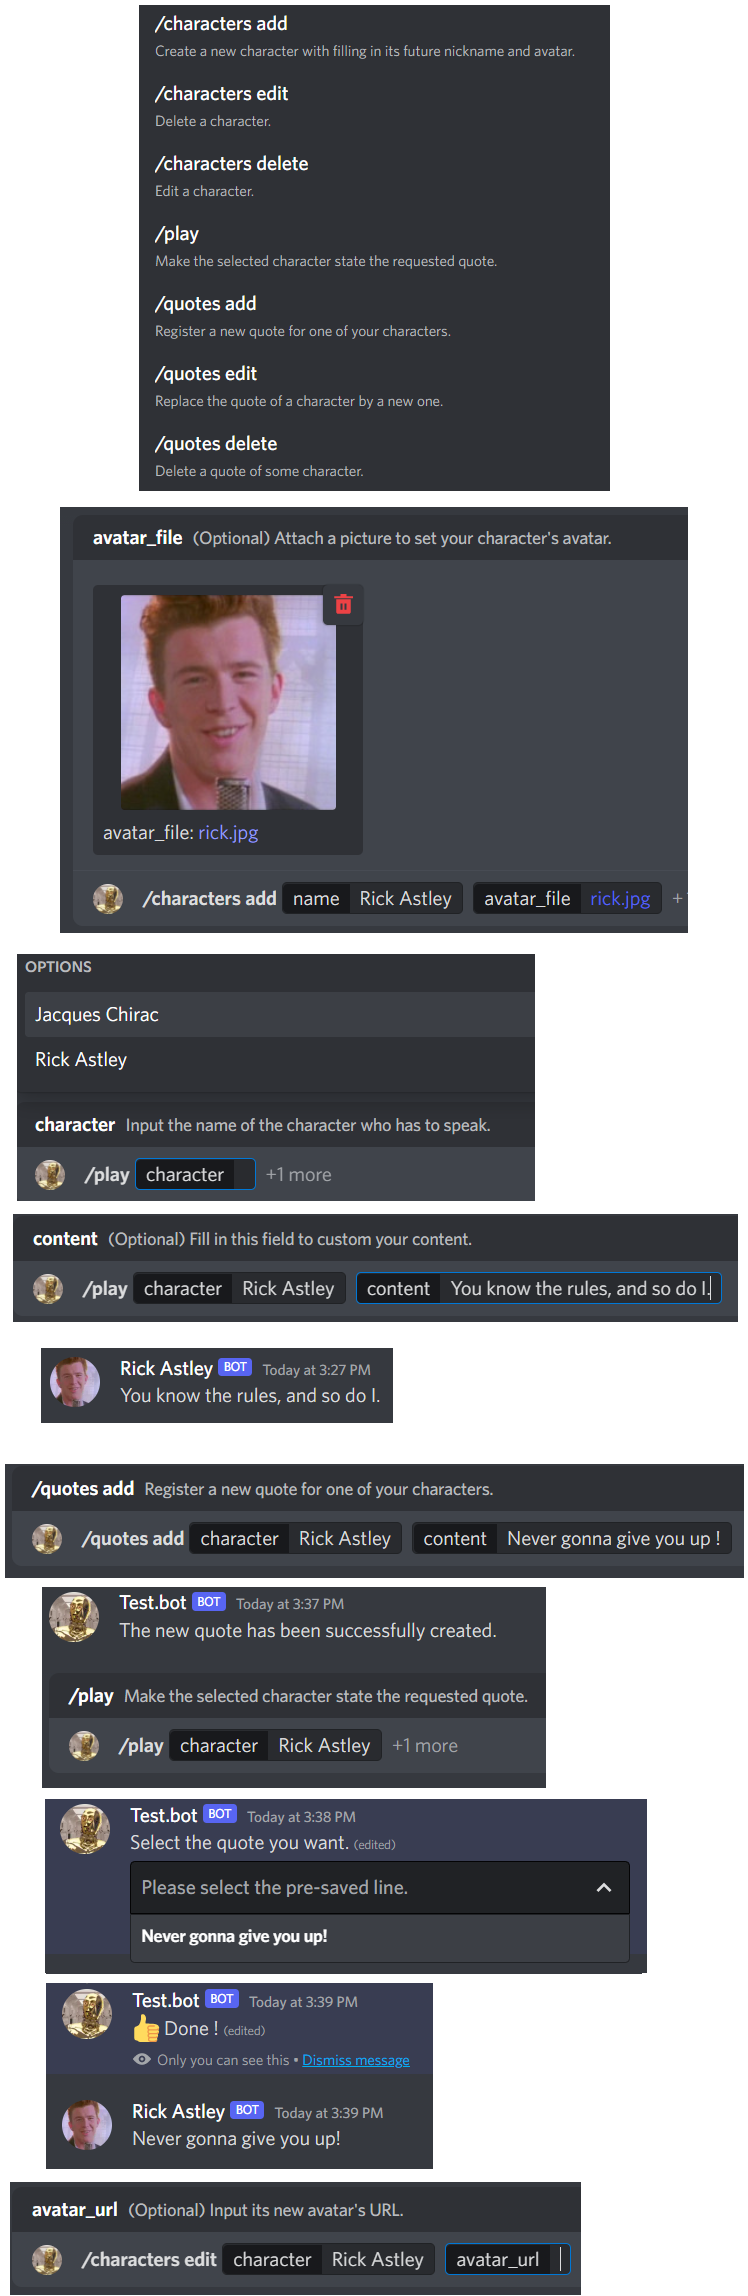 /characters add
Create a new character with filling in its future nickname and avatar.
/characters edit
Delete a character.
/characters delete
Edit a character.
/play
Make the selected character state the requested quote.
/quotes add
Register a new quote for one of your characters.
/quotes edit
Replace the quote of a character by a new one.
/quotes delete
Delete a quote of some character.
avatar_file (Optional) Attach a picture to set your character's avatar.
avatar_file: rick.jpg
/characters add name Rick Astley avatar_file rick.jpg +
OPTIONS
Jacques Chirac
Rick Astley
character Input the name of the character who has to speak.
/play character +1 more
content (Optional) Fill in this field to custom your content.
/play character Rick Astley content You know the rules, and so do I.
Rick Astley BOT Today at 3:27 PM
You know the rules, and so do I.
/quotes add Register a new quote for one of your characters.
/quotes add character Rick Astley content Never gonna give you up !
Test.bot BOT Today at 3:37 PM
The new quote has been successfully created.
/play Make the selected character state the requested quote.
/play character Rick Astley +1 more
Test.bot BOT Today at 3:38 PM
Select the quote you want. (edited)
Please select the pre-saved line.
Never gonna give you up!
Test.bot BOT Today at 3:39 PM
👍 Done ! (edited)
Only you can see this • Dismiss message
Rick Astley BOT Today at 3:39 PM
Never gonna give you up!
avatar_url (Optional) Input its new avatar's URL.
/characters edit character Rick Astley avatar_url